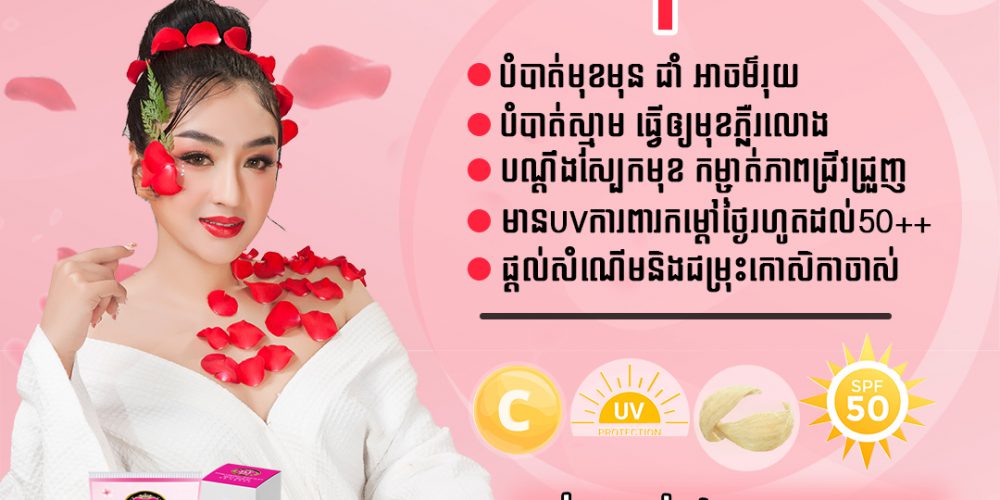 បំបាត់មុខមុន ជាំ អាចម៍រុយ
បំបាត់ស្នាម ធ្វើឲ្យមុខភ្លឺរលោង
បណ្ដឹងស្បែកមុខ កម្ចាត់ភាពជ្រីវជ្រួញ
មានUVការពារកម្ដៅថ្ងៃរហូតដល់50++
ផ្ដល់សំណើមនិងជម្រុះកោសិកាចាស់
C
UV
PROTECTION
SPF
50